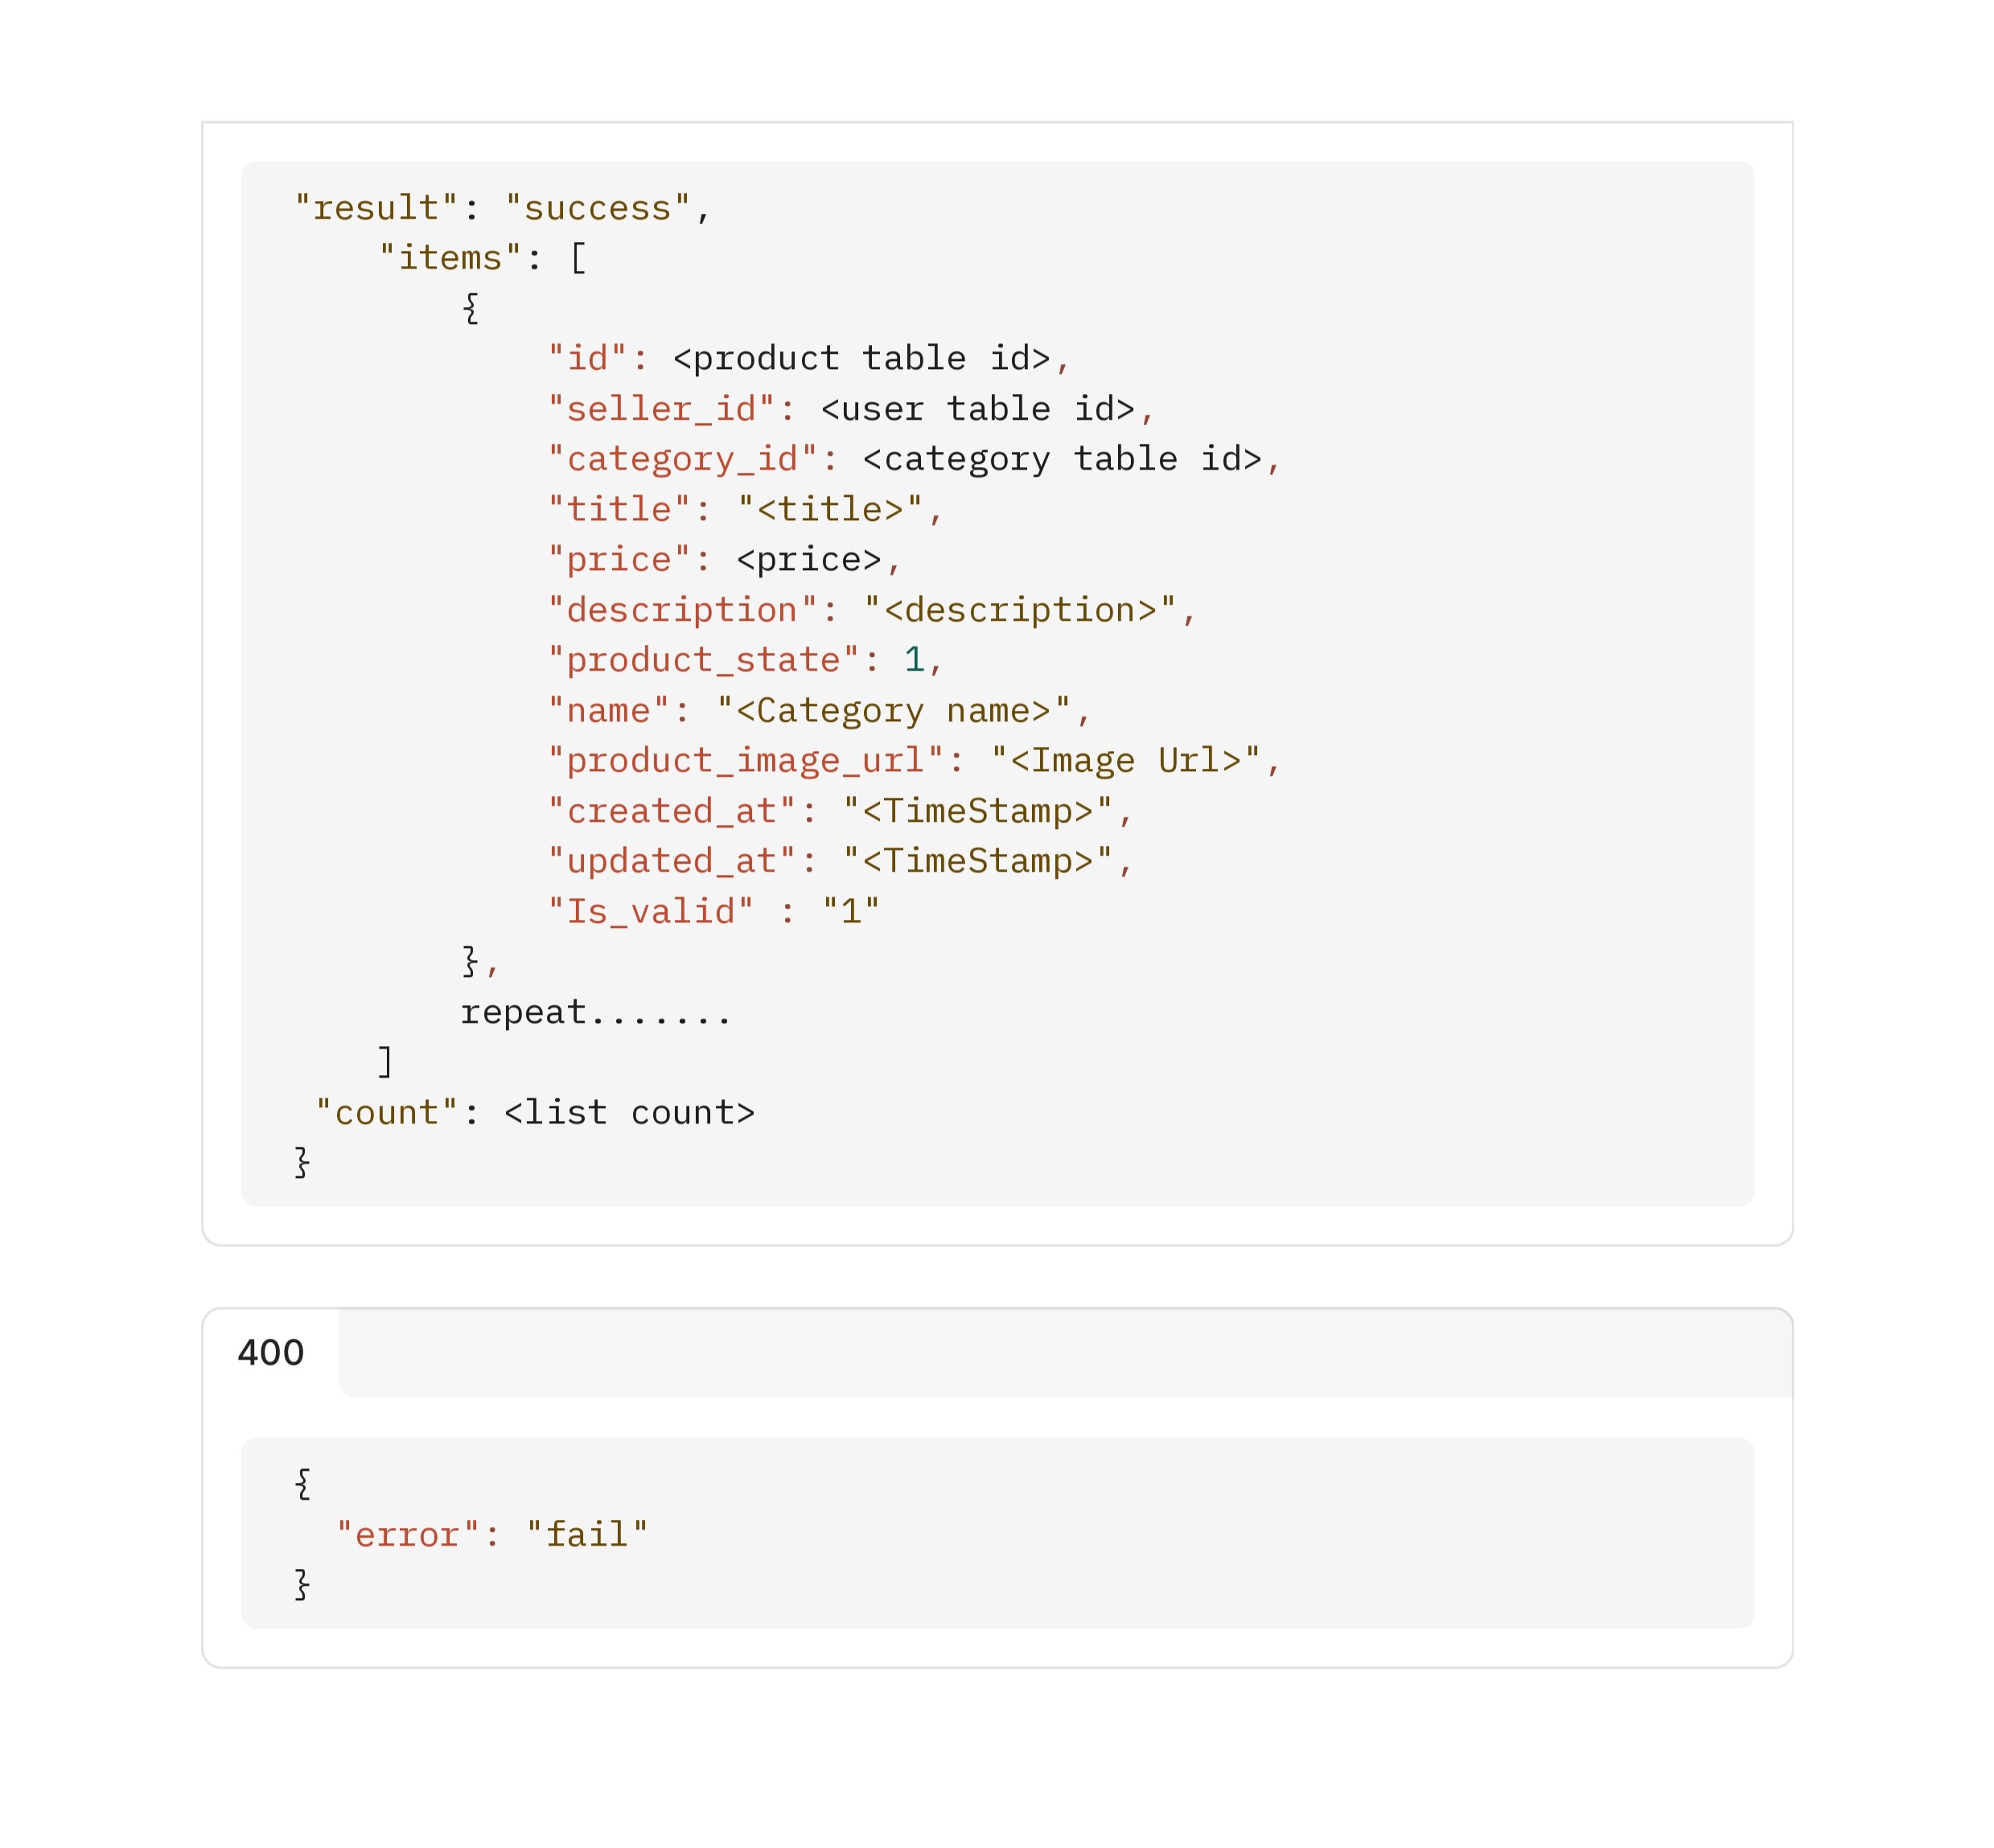 "result": "success",
"items": [
{
"id": <product table id>,
"seller_id": <user table id>,
"category_id": <category table id>,
"title": "<title>",
"price": <price>,
"description": "<description>",
"product_state": 1,
"name": "<Category name>",
"product_image_url": "<Image Url>",
"created_at": "<TimeStamp>",
"updated_at": "<TimeStamp>",
"Is_valid" : "1"
},
repeat.......
]
"count": <list count>
}
400
{
"error": "fail"
}